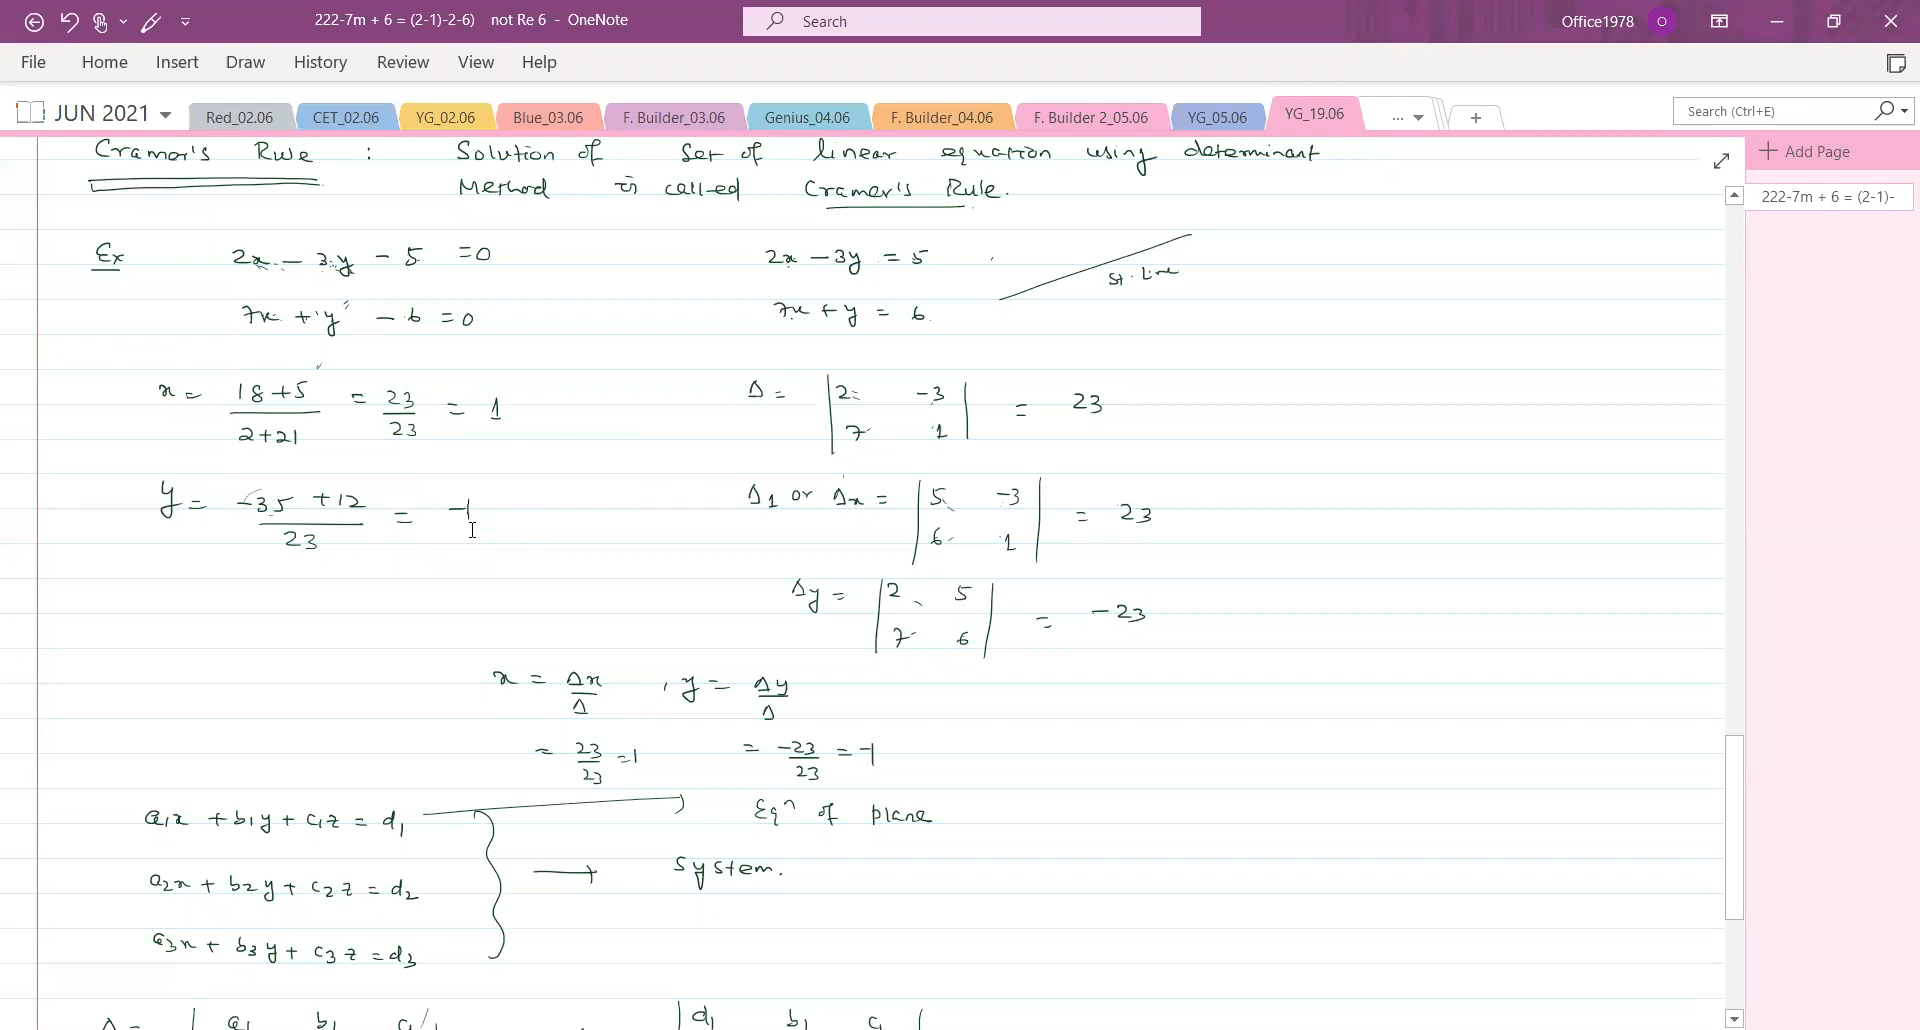 222-7m + 6 = (2-1)-2-6) not Re 6 - OneNote
Search
Office1978 O
File Home Insert Draw History Review View Help
JUN 2021 Red_02.06 CET_02.06 YG_02.06 Blue_03.06 F. Builder_03.06 Genius_04.06 F. Builder_04.06 F. Builder 2_05.06 YG_05.06 YG_19.06 ... +
Search (Ctrl+E)
Add Page
222-7m + 6 = (2-1)-
Cramer's Rule : Solution of set of linear equation using determinant
Method is called Cramer's Rule.
Ex 2x - 3y - 5 = 0 2x - 3y = 5 St. Line
7x + y - 6 = 0 7x + y = 6
x = 18+5 / 2+21 = 23/23 = 1
Δ = | 2 -3 | = 23
| 7 1 |
y = -35 + 12 / 23 = -1
Δ1 or Δx = | 5 -3 | = 23
| 6 1 |
Δy = | 2 5 | = -23
| 7 6 |
x = Δx/Δ , y = Δy/Δ
= 23/23 = 1 = -23/23 = -1
a1x + b1y + c1z = d1 Eqn of plane
a2x + b2y + c2z = d2 → system.
a3x + b3y + c3z = d3
Δ = | a1 b1 c1 | | d1 b1 c1 |